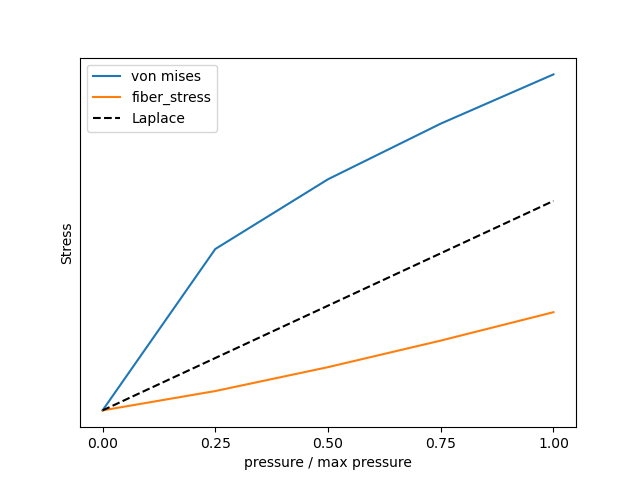 von mises
fiber_stress
Laplace
Stress
0.00 0.25 0.50 0.75 1.00
pressure / max pressure